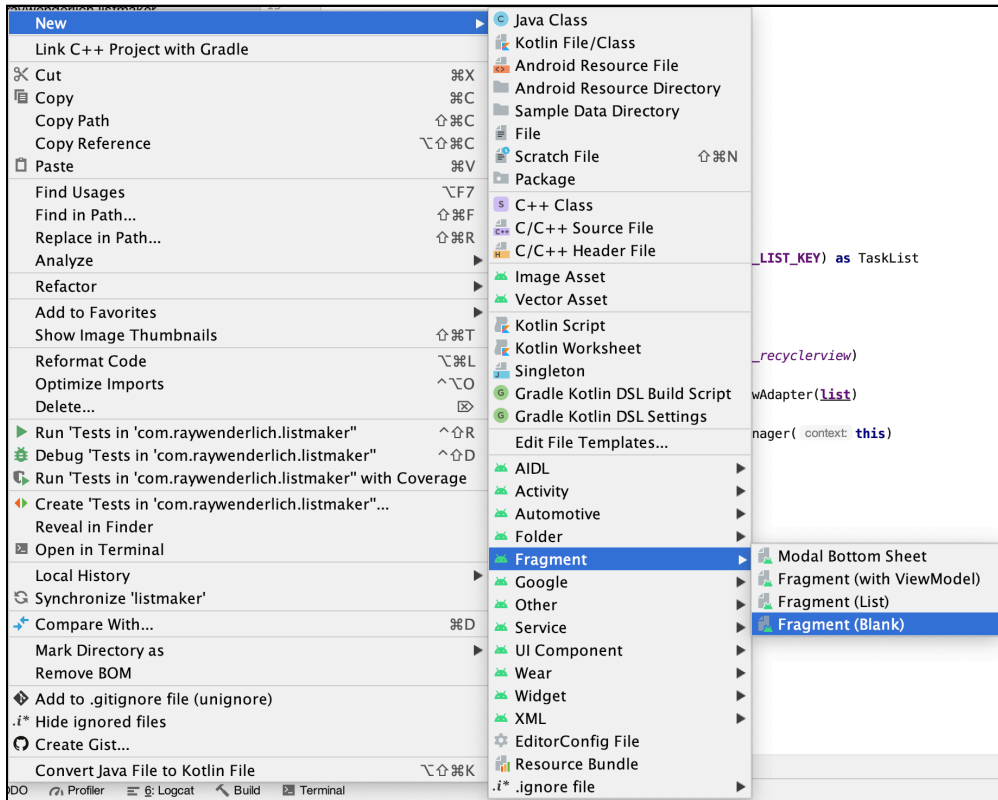 raywenderlich.listmaker
New
Link C++ Project with Gradle
Cut ⌘X
Copy ⌘C
Copy Path ⇧⌘C
Copy Reference ⌥⇧⌘C
Paste ⌘V
Find Usages ⌥F7
Find in Path... ⇧⌘F
Replace in Path... ⇧⌘R
Analyze
Refactor
Add to Favorites
Show Image Thumbnails ⇧⌘T
Reformat Code ⌥⌘L
Optimize Imports ^⌥O
Delete... ⌦
Run 'Tests in 'com.raywenderlich.listmaker'' ^⇧R
Debug 'Tests in 'com.raywenderlich.listmaker'' ^⇧D
Run 'Tests in 'com.raywenderlich.listmaker'' with Coverage
Create 'Tests in 'com.raywenderlich.listmaker''...
Reveal in Finder
Open in Terminal
Local History
Synchronize 'listmaker'
Compare With... ⌘D
Mark Directory as
Remove BOM
Add to .gitignore file (unignore)
.i* Hide ignored files
Create Gist...
Convert Java File to Kotlin File ⌥⇧⌘K
Java Class
Kotlin File/Class
Android Resource File
Android Resource Directory
Sample Data Directory
File
Scratch File ⇧⌘N
Package
C++ Class
C/C++ Source File
C/C++ Header File
Image Asset
Vector Asset
Kotlin Script
Kotlin Worksheet
Singleton
Gradle Kotlin DSL Build Script
Gradle Kotlin DSL Settings
Edit File Templates...
AIDL
Activity
Automotive
Folder
Fragment
Google
Other
Service
UI Component
Wear
Widget
XML
EditorConfig File
Resource Bundle
.i* .ignore file
Modal Bottom Sheet
Fragment (with ViewModel)
Fragment (List)
Fragment (Blank)
_LIST_KEY) as TaskList
_recyclerview)
wAdapter(list)
nager( context: this)
ODO Profiler 6: Logcat Build Terminal